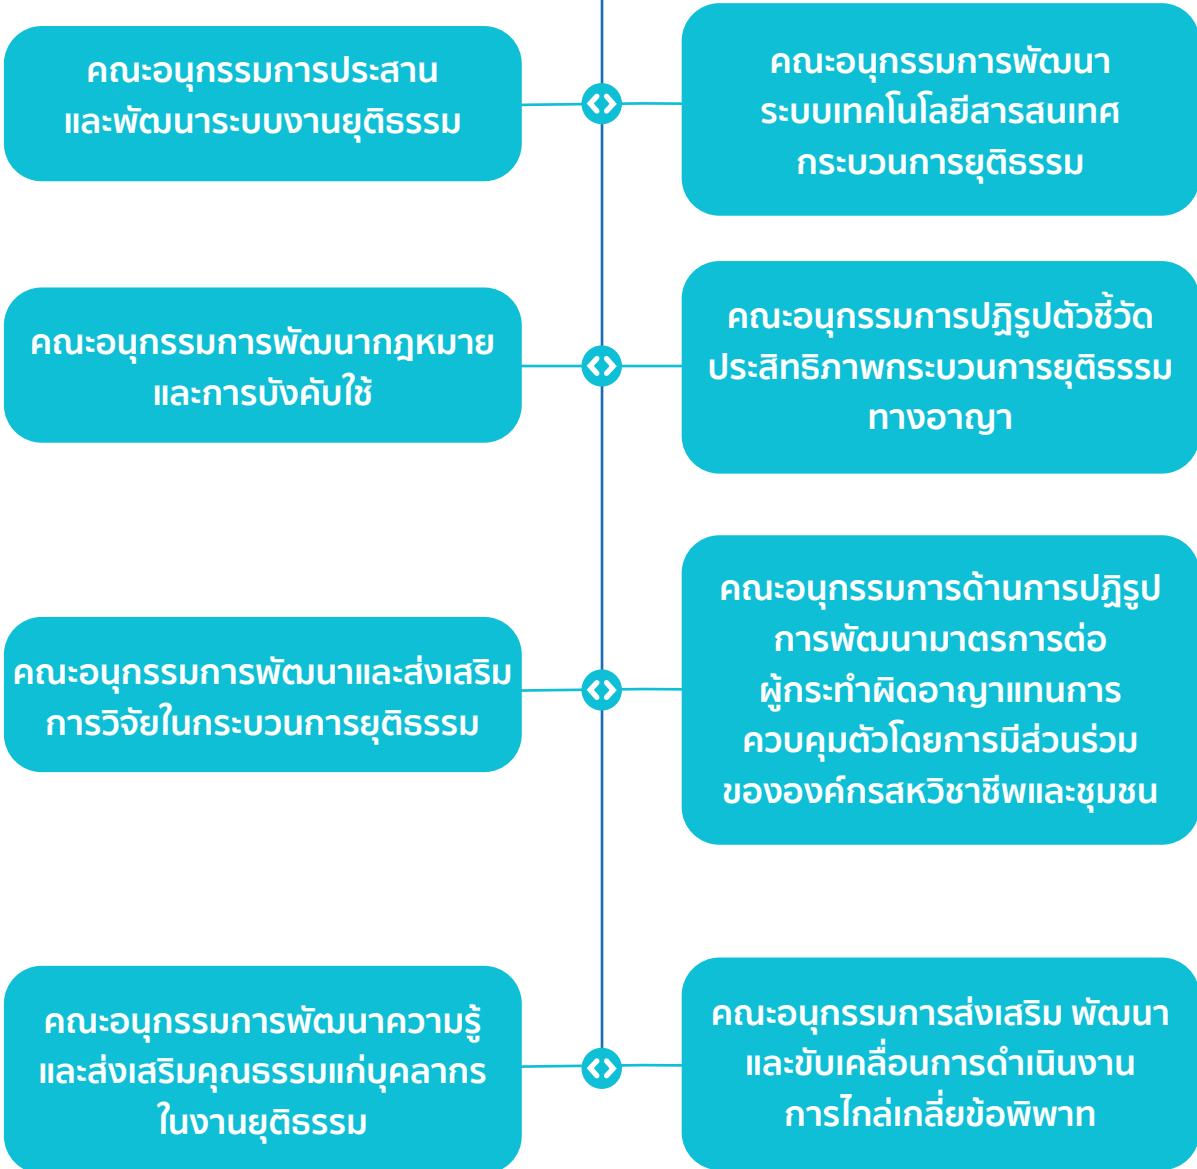 คณะอนุกรรมการประสาน
และพัฒนาระบบงานยุติธรรม
คณะอนุกรรมการพัฒนา
ระบบเทคโนโลยีสารสนเทศ
กระบวนการยุติธรรม
คณะอนุกรรมการพัฒนากฎหมาย
และการบังคับใช้
คณะอนุกรรมการปฏิรูปตัวชี้วัด
ประสิทธิภาพกระบวนการยุติธรรม
ทางอาญา
คณะอนุกรรมการพัฒนาและส่งเสริม
การวิจัยในกระบวนการยุติธรรม
คณะอนุกรรมการด้านการปฏิรูป
การพัฒนามาตรการต่อ
ผู้กระทำผิดอาญาแทนการ
ควบคุมตัวโดยการมีส่วนร่วม
ขององค์กรสหวิชาชีพและชุมชน
คณะอนุกรรมการพัฒนาความรู้
และส่งเสริมคุณธรรมแก่บุคลากร
ในงานยุติธรรม
คณะอนุกรรมการส่งเสริม พัฒนา
และขับเคลื่อนการดำเนินงาน
การไกล่เกลี่ยข้อพิพาท